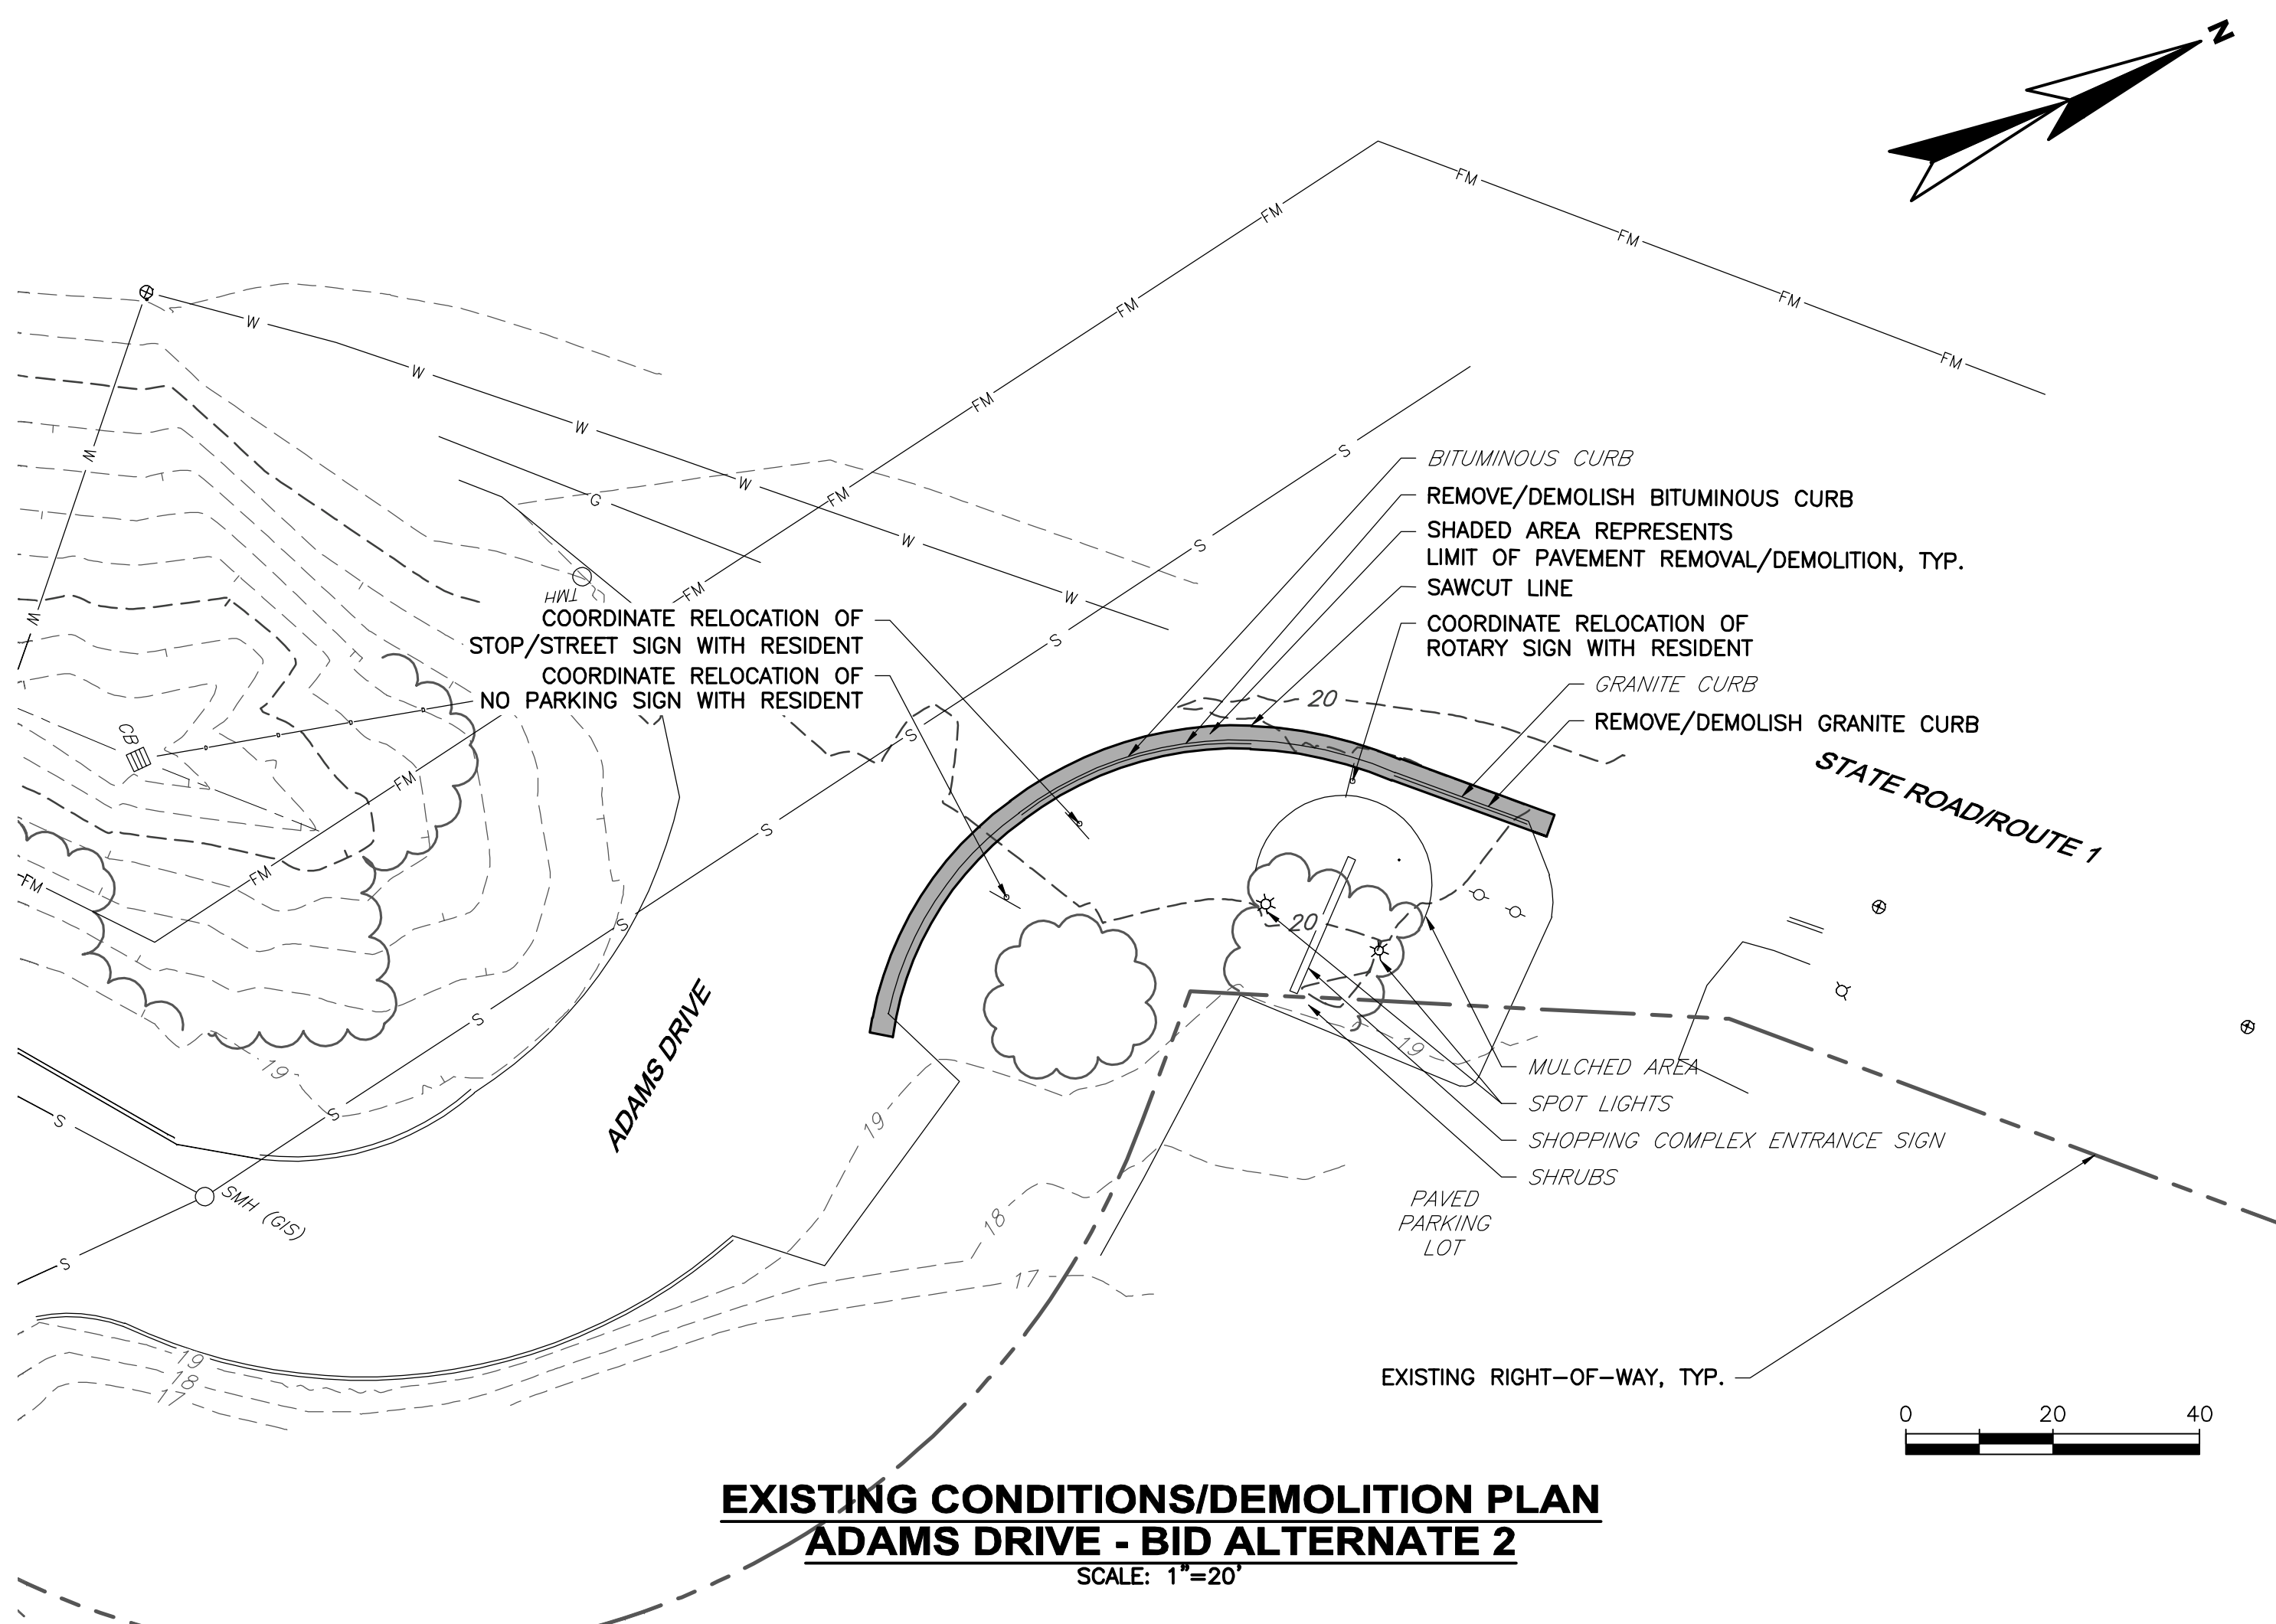 N
FM
FM
FM
FM
FM
FM
FM
FM
FM
FM
FM
FM
W
W
W
W
W
W
W
W
G
S
S
S
S
S
S
S
S
S
S
S
TMH
COORDINATE RELOCATION OF
STOP/STREET SIGN WITH RESIDENT
COORDINATE RELOCATION OF
NO PARKING SIGN WITH RESIDENT
BITUMINOUS CURB
REMOVE/DEMOLISH BITUMINOUS CURB
SHADED AREA REPRESENTS
LIMIT OF PAVEMENT REMOVAL/DEMOLITION, TYP.
SAWCUT LINE
COORDINATE RELOCATION OF
ROTARY SIGN WITH RESIDENT
GRANITE CURB
REMOVE/DEMOLISH GRANITE CURB
20
STATE ROAD/ROUTE 1
CB
20
19
ADAMS DRIVE
19
19
18
17
MULCHED AREA
SPOT LIGHTS
SHOPPING COMPLEX ENTRANCE SIGN
SHRUBS
PAVED
PARKING
LOT
SMH (GIS)
19
18
17
EXISTING RIGHT-OF-WAY, TYP.
0 20 40
EXISTING CONDITIONS/DEMOLITION PLAN
ADAMS DRIVE - BID ALTERNATE 2
SCALE: 1"=20'